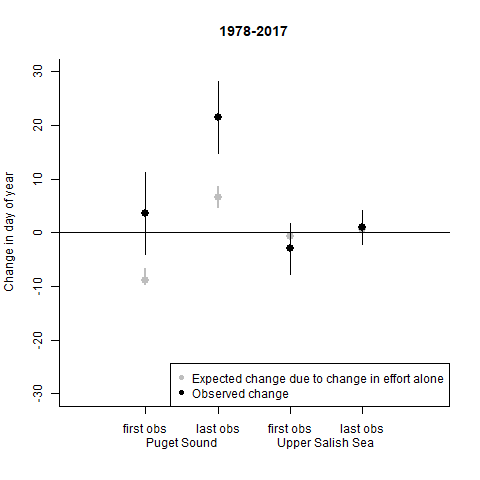 1978-2017
Change in day of year
30
20
10
0
-10
-20
-30
Expected change due to change in effort alone
Observed change
first obs last obs first obs last obs
Puget Sound Upper Salish Sea